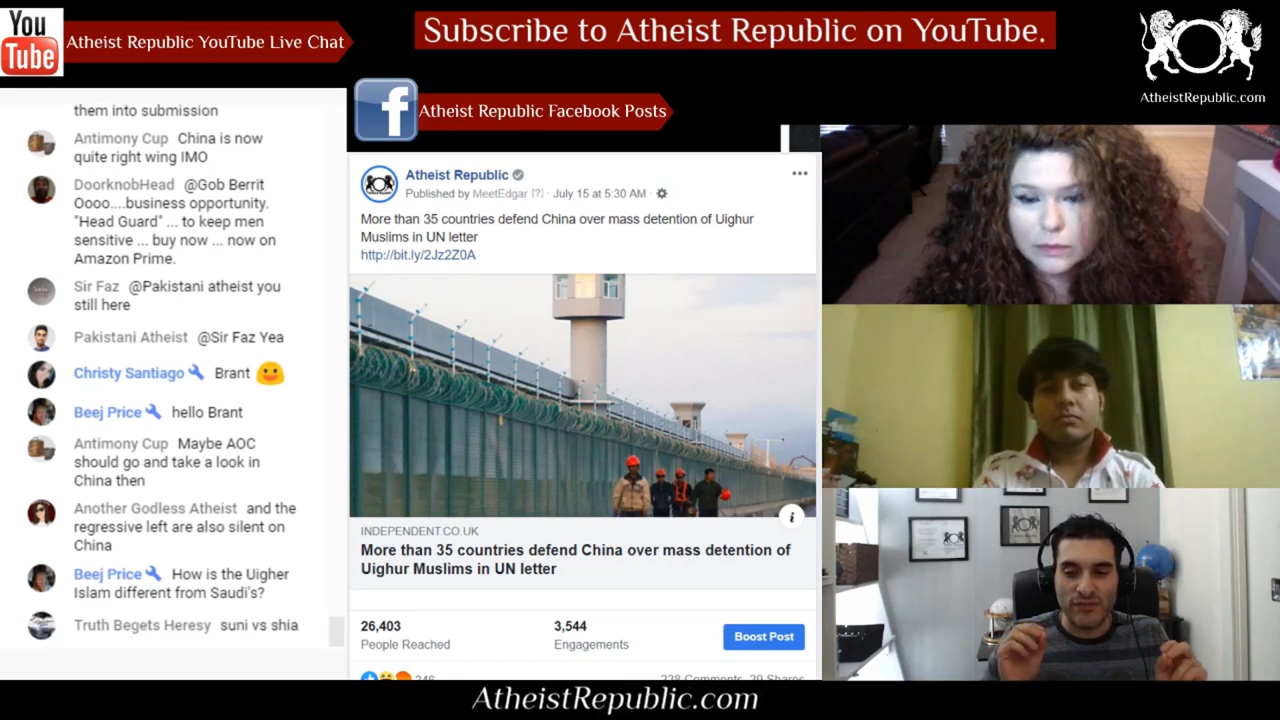 You
Tube
Atheist Republic YouTube Live Chat
Subscribe to Atheist Republic on YouTube.
AtheistRepublic.com
f
Atheist Republic Facebook Posts
them into submission
Antimony Cup China is now
quite right wing IMO
DoorknobHead @Gob Berrit
Oooo....business opportunity.
"Head Guard" ... to keep men
sensitive ... buy now ... now on
Amazon Prime.
Sir Faz @Pakistani atheist you
still here
Pakistani Atheist @Sir Faz Yea
Christy Santiago Brant
Beej Price hello Brant
Antimony Cup Maybe AOC
should go and take a look in
China then
Another Godless Atheist and the
regressive left are also silent on
China
Beej Price How is the Uigher
Islam different from Saudi's?
Truth Begets Heresy suni vs shia
Atheist Republic
Published by MeetEdgar [?] · July 15 at 5:30 AM ·
More than 35 countries defend China over mass detention of Uighur
Muslims in UN letter
http://bit.ly/2Jz2Z0A
INDEPENDENT.CO.UK
More than 35 countries defend China over mass detention of
Uighur Muslims in UN letter
26,403
People Reached
3,544
Engagements
Boost Post
AtheistRepublic.com